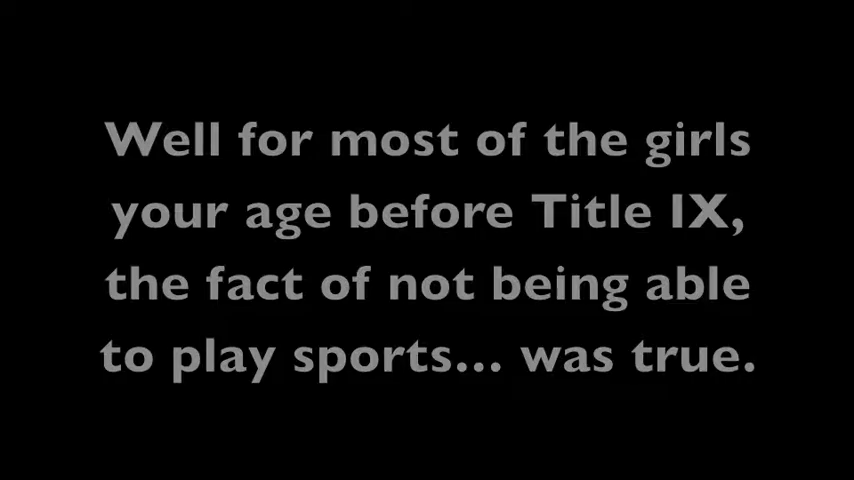 Well for most of the girls
your age before Title IX,
the fact of not being able
to play sports... was true.